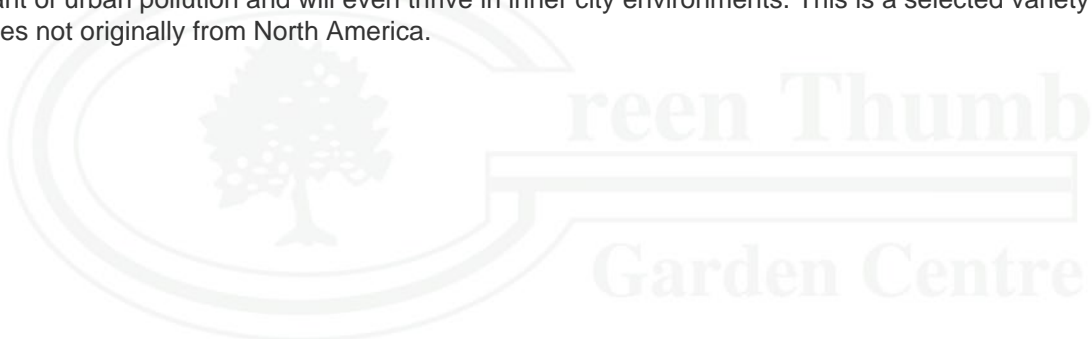 ant of urban pollution and will even thrive in inner city environments. This is a selected variety
es not originally from North America.
reen Thumb
Garden Centre